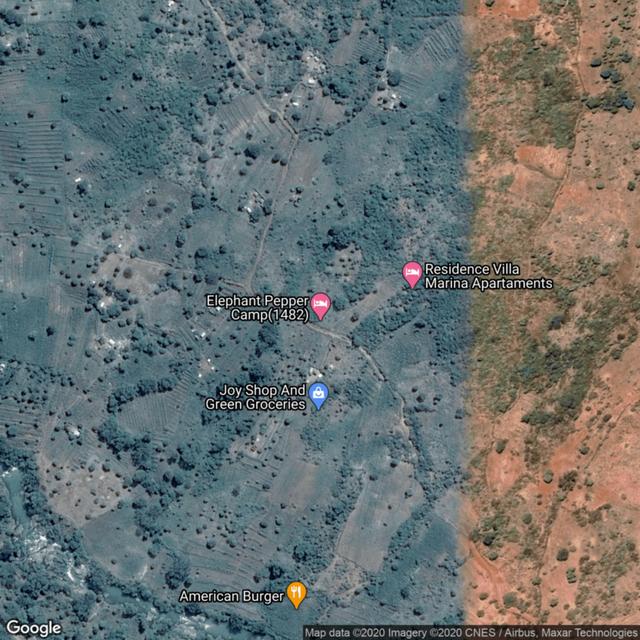 Residence Villa
Marina Apartaments
Elephant Pepper
Camp(1482)
Joy Shop And
Green Groceries
American Burger
Google
Map data ©2020 Imagery ©2020 CNES / Airbus, Maxar Technologies